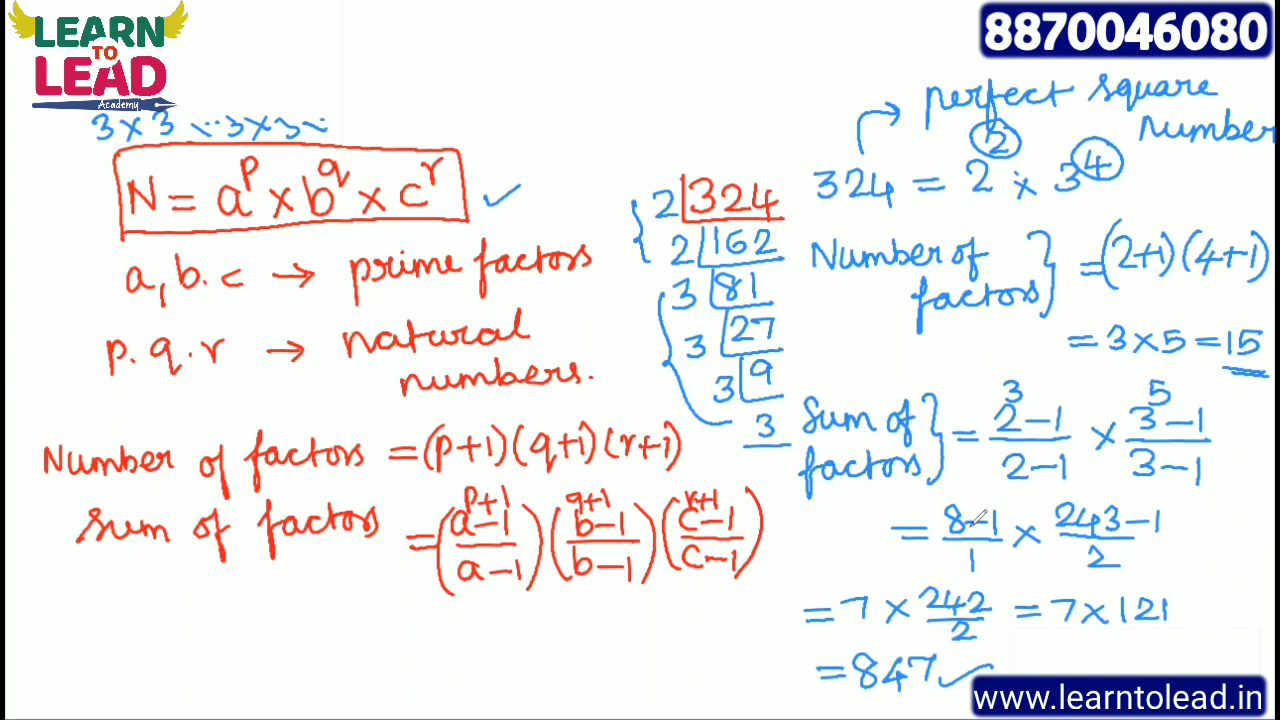 LEARN
TO
LEAD
Academy
8870046080
3 × 3 ∵ 3 × 3 ∵
N = a^p × b^q × c^r ✓
a, b. c → prime factors
p. q. r → natural
numbers.
Number of factors = (p+1) (q+1) (r+1)
Sum of factors = (a^{p+1}-1 / a-1) (b^{q+1}-1 / b-1) (c^{r+1}-1 / c-1)
2 | 324
2 | 162
3 | 81
3 | 27
3 | 9
3
→ perfect square
number
324 = 2^2 × 3^4
Number of
factors } = (2+1) (4+1)
= 3 × 5 = 15
Sum of
factors } = 2^3-1 / 2-1 × 3^5-1 / 3-1
= 8-1 / 1 × 243-1 / 2
= 7 × 242 / 2 = 7 × 121
= 847 ✓
www.learntolead.in